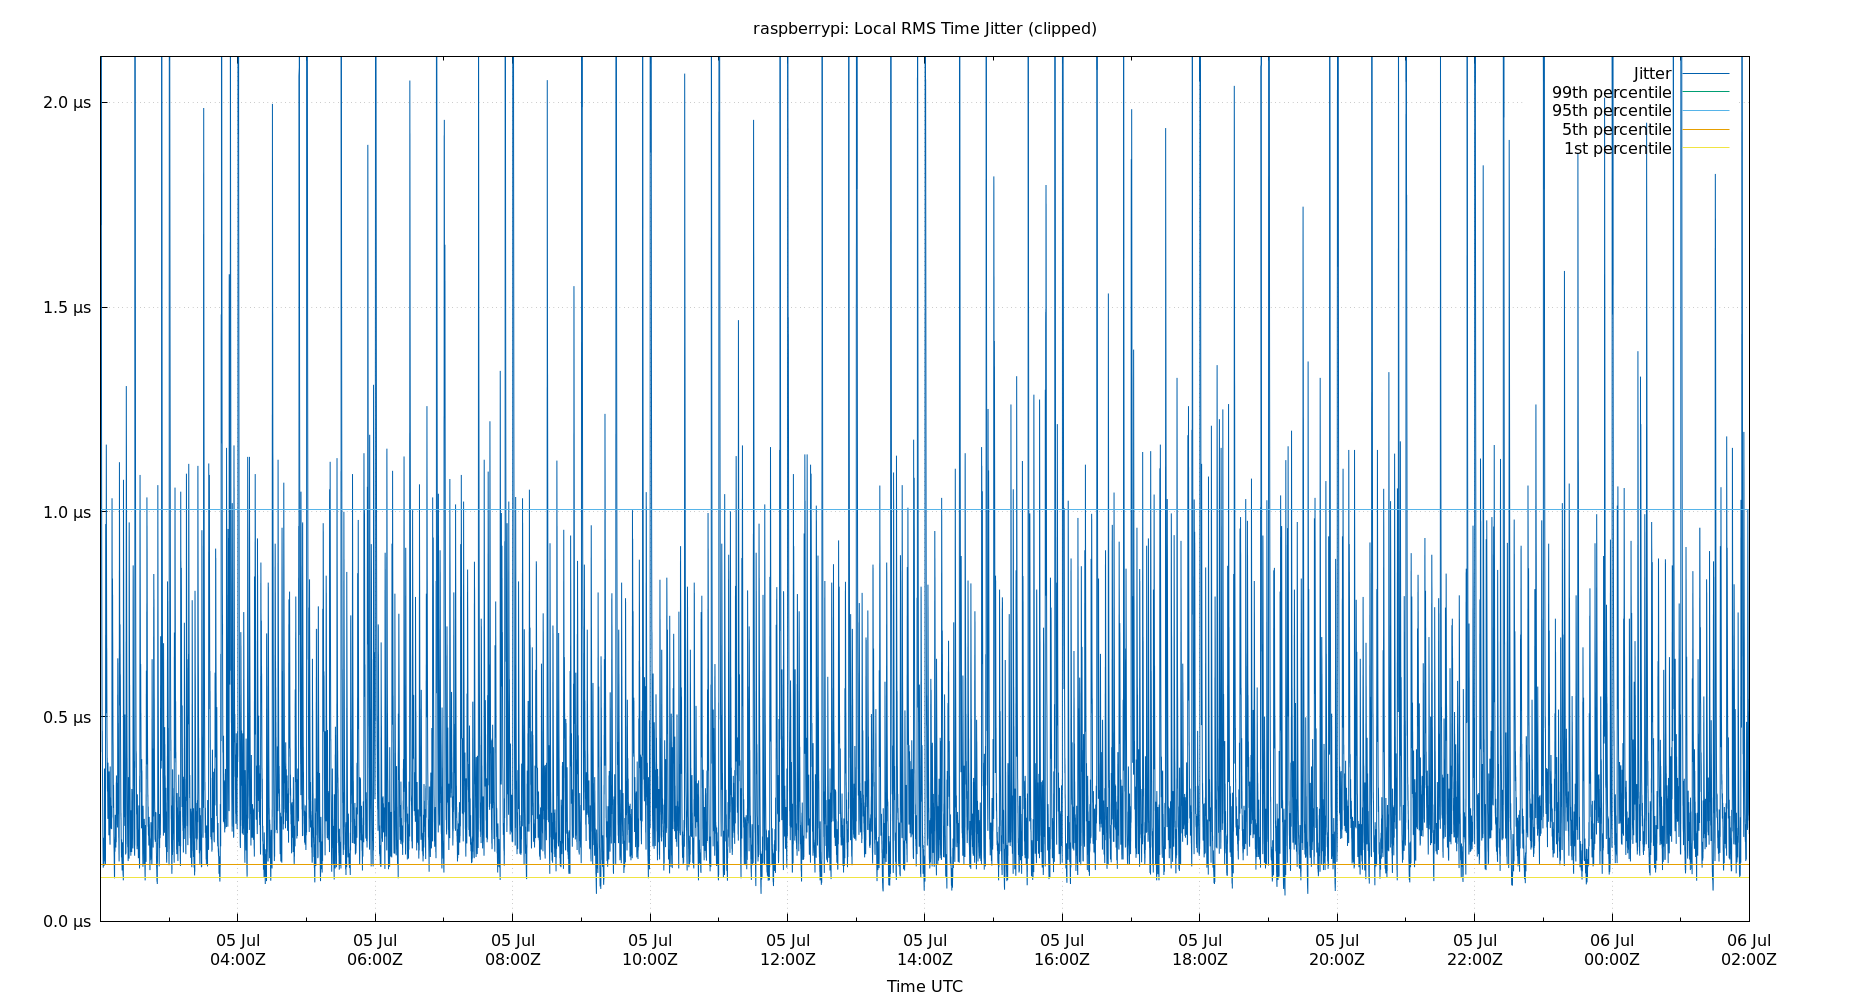 raspberrypi: Local RMS Time Jitter (clipped)
Jitter
99th percentile
95th percentile
5th percentile
1st percentile
2.0 µs
1.5 µs
1.0 µs
0.5 µs
0.0 µs
05 Jul 05 Jul 05 Jul 05 Jul 05 Jul 05 Jul 05 Jul 05 Jul 05 Jul 05 Jul 06 Jul 06 Jul
04:00Z 06:00Z 08:00Z 10:00Z 12:00Z 14:00Z 16:00Z 18:00Z 20:00Z 22:00Z 00:00Z 02:00Z
Time UTC